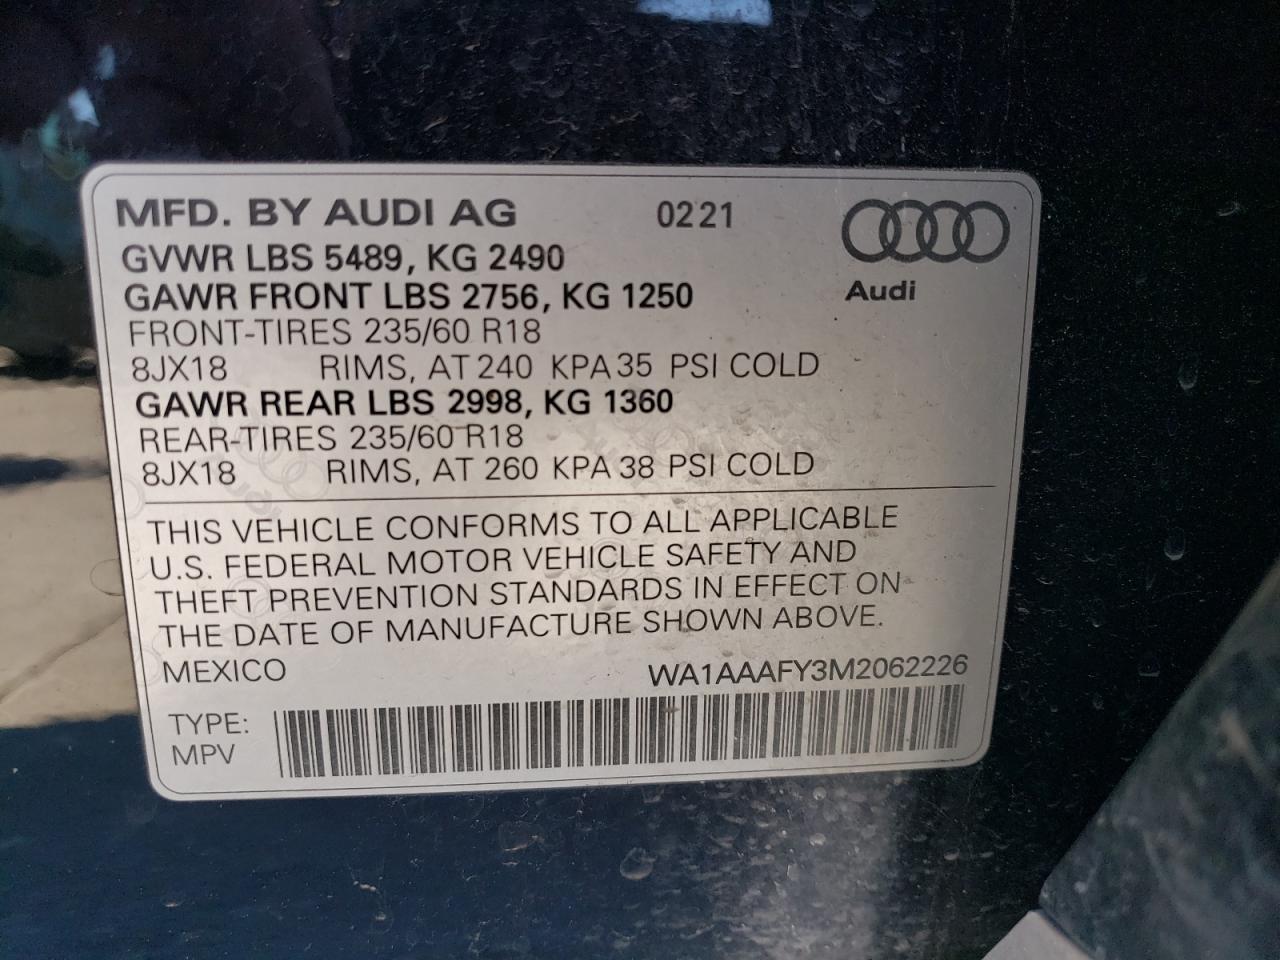 MFD. BY AUDI AG 0221
GVWR LBS 5489, KG 2490
GAWR FRONT LBS 2756, KG 1250
Audi
FRONT-TIRES 235/60 R18
8JX18 RIMS, AT 240 KPA 35 PSI COLD
GAWR REAR LBS 2998, KG 1360
REAR-TIRES 235/60 R18
8JX18 RIMS, AT 260 KPA 38 PSI COLD
THIS VEHICLE CONFORMS TO ALL APPLICABLE
U.S. FEDERAL MOTOR VEHICLE SAFETY AND
THEFT PREVENTION STANDARDS IN EFFECT ON
THE DATE OF MANUFACTURE SHOWN ABOVE.
MEXICO WA1AAAFY3M2062226
TYPE:
MPV